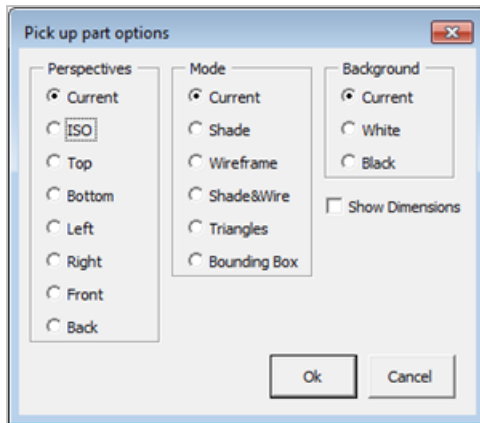 Pick up part options
Perspectives
Current
ISO
Top
Bottom
Left
Right
Front
Back
Mode
Current
Shade
Wireframe
Shade&Wire
Triangles
Bounding Box
Background
Current
White
Black
Show Dimensions
Ok
Cancel